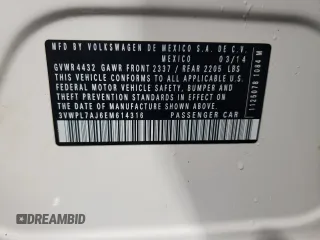 MFD BY VOLKSWAGEN DE MEXICO S.A. DE C.V.
MEXICO 03/14
GVWR 4432 GAWR FRONT 2337 / REAR 2205 LBS
THIS VEHICLE CONFORMS TO ALL APPLICABLE U.S.
FEDERAL MOTOR VEHICLE SAFETY, BUMPER AND
THEFT PREVENTION STANDARDS IN EFFECT ON THE
DATE OF MANUFACTURE SHOWN ABOVE.
3VWPL7AJ6EM614316 PASSENGER CAR
1125078 1084 M
DREAMBID